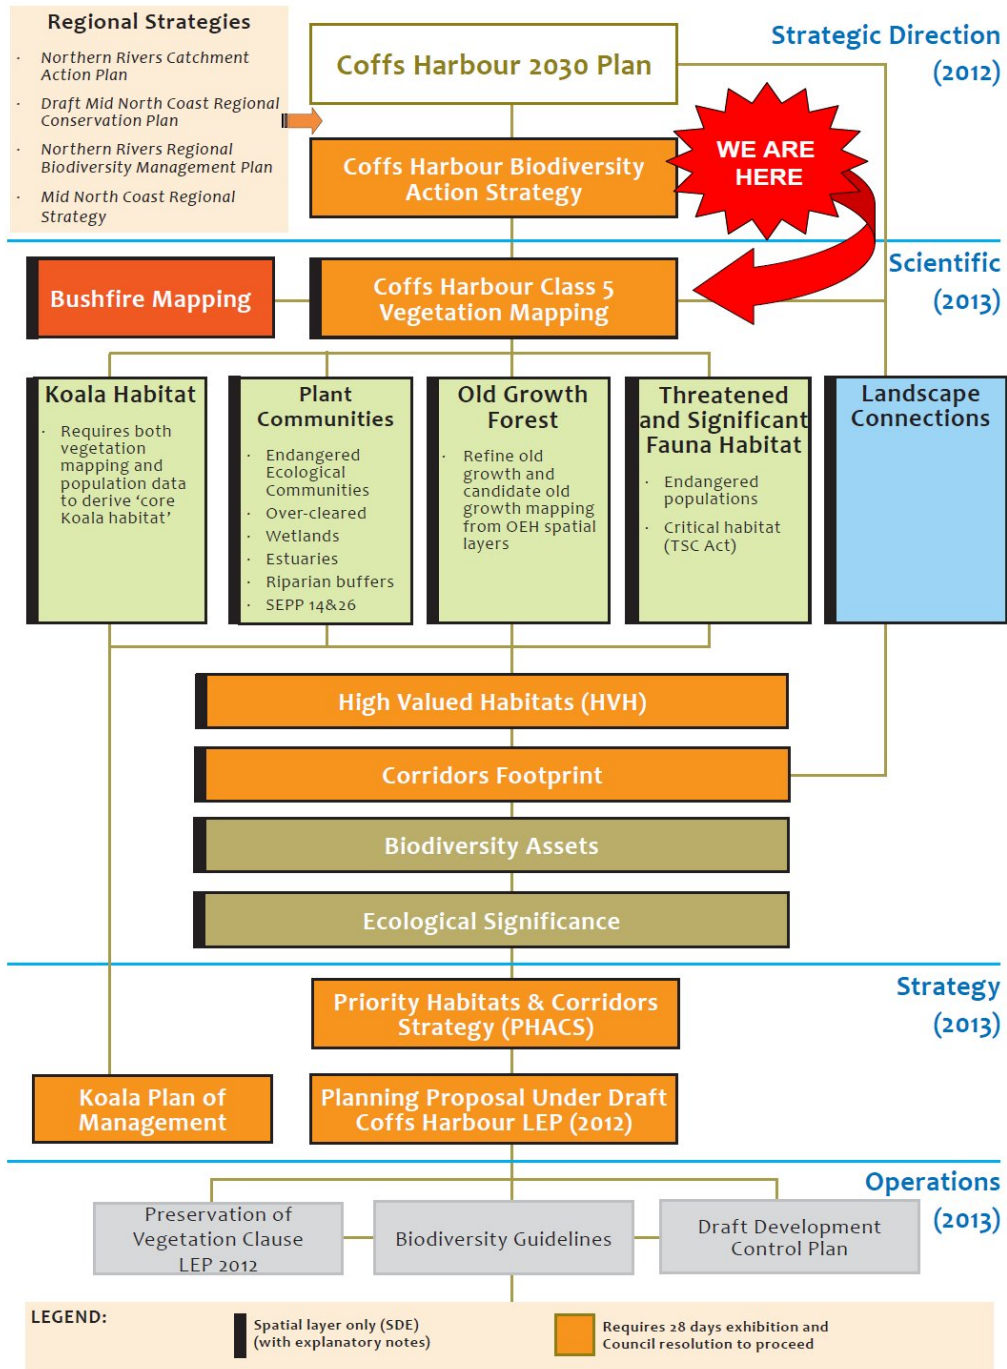 Regional Strategies
· Northern Rivers Catchment
Action Plan
· Draft Mid North Coast Regional
Conservation Plan
· Northern Rivers Regional
Biodiversity Management Plan
· Mid North Coast Regional
Strategy
Coffs Harbour 2030 Plan
Strategic Direction
(2012)
Coffs Harbour Biodiversity
Action Strategy
WE ARE
HERE
Scientific
(2013)
Bushfire Mapping
Coffs Harbour Class 5
Vegetation Mapping
Koala Habitat
· Requires both
vegetation
mapping and
population data
to derive ‘core
Koala habitat’
Plant
Communities
· Endangered
Ecological
Communities
· Over-cleared
· Wetlands
· Estuaries
· Riparian buffers
· SEPP 14&26
Old Growth
Forest
· Refine old
growth and
candidate old
growth mapping
from OEH spatial
layers
Threatened
and Significant
Fauna Habitat
· Endangered
populations
· Critical habitat
(TSC Act)
Landscape
Connections
High Valued Habitats (HVH)
Corridors Footprint
Biodiversity Assets
Ecological Significance
Strategy
(2013)
Priority Habitats & Corridors
Strategy (PHACS)
Koala Plan of
Management
Planning Proposal Under Draft
Coffs Harbour LEP (2012)
Operations
(2013)
Preservation of
Vegetation Clause
LEP 2012
Biodiversity Guidelines
Draft Development
Control Plan
LEGEND:
Spatial layer only (SDE)
(with explanatory notes)
Requires 28 days exhibition and
Council resolution to proceed